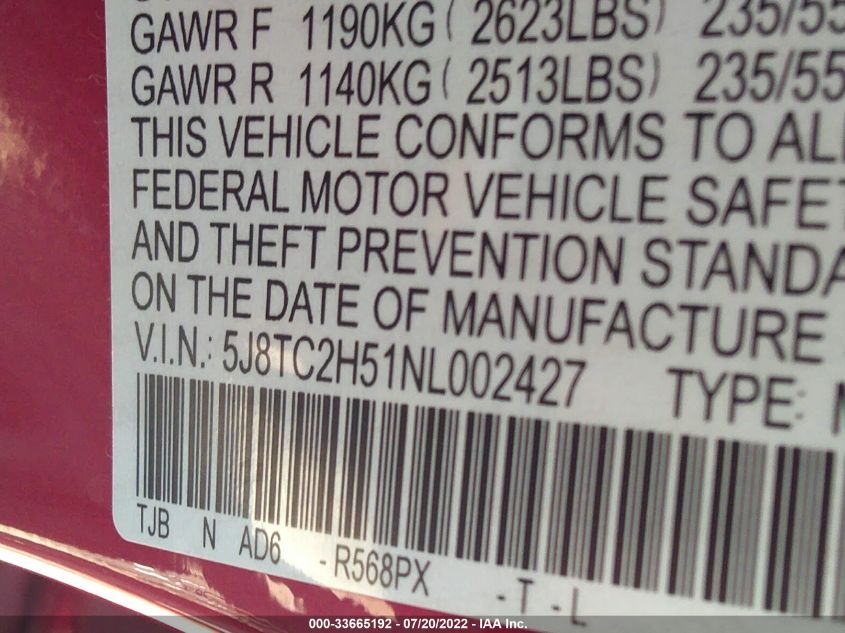 GAWR F 1190KG ( 2623LBS) 235/55
GAWR R 1140KG ( 2513LBS) 235/55
THIS VEHICLE CONFORMS TO AL
FEDERAL MOTOR VEHICLE SAFE
AND THEFT PREVENTION STANDA
ON THE DATE OF MANUFACTURE
V.I.N.: 5J8TC2H51NL002427 TYPE:
TJB N AD6 -R568PX -T -L
000-33665192 - 07/20/2022 - IAA Inc.